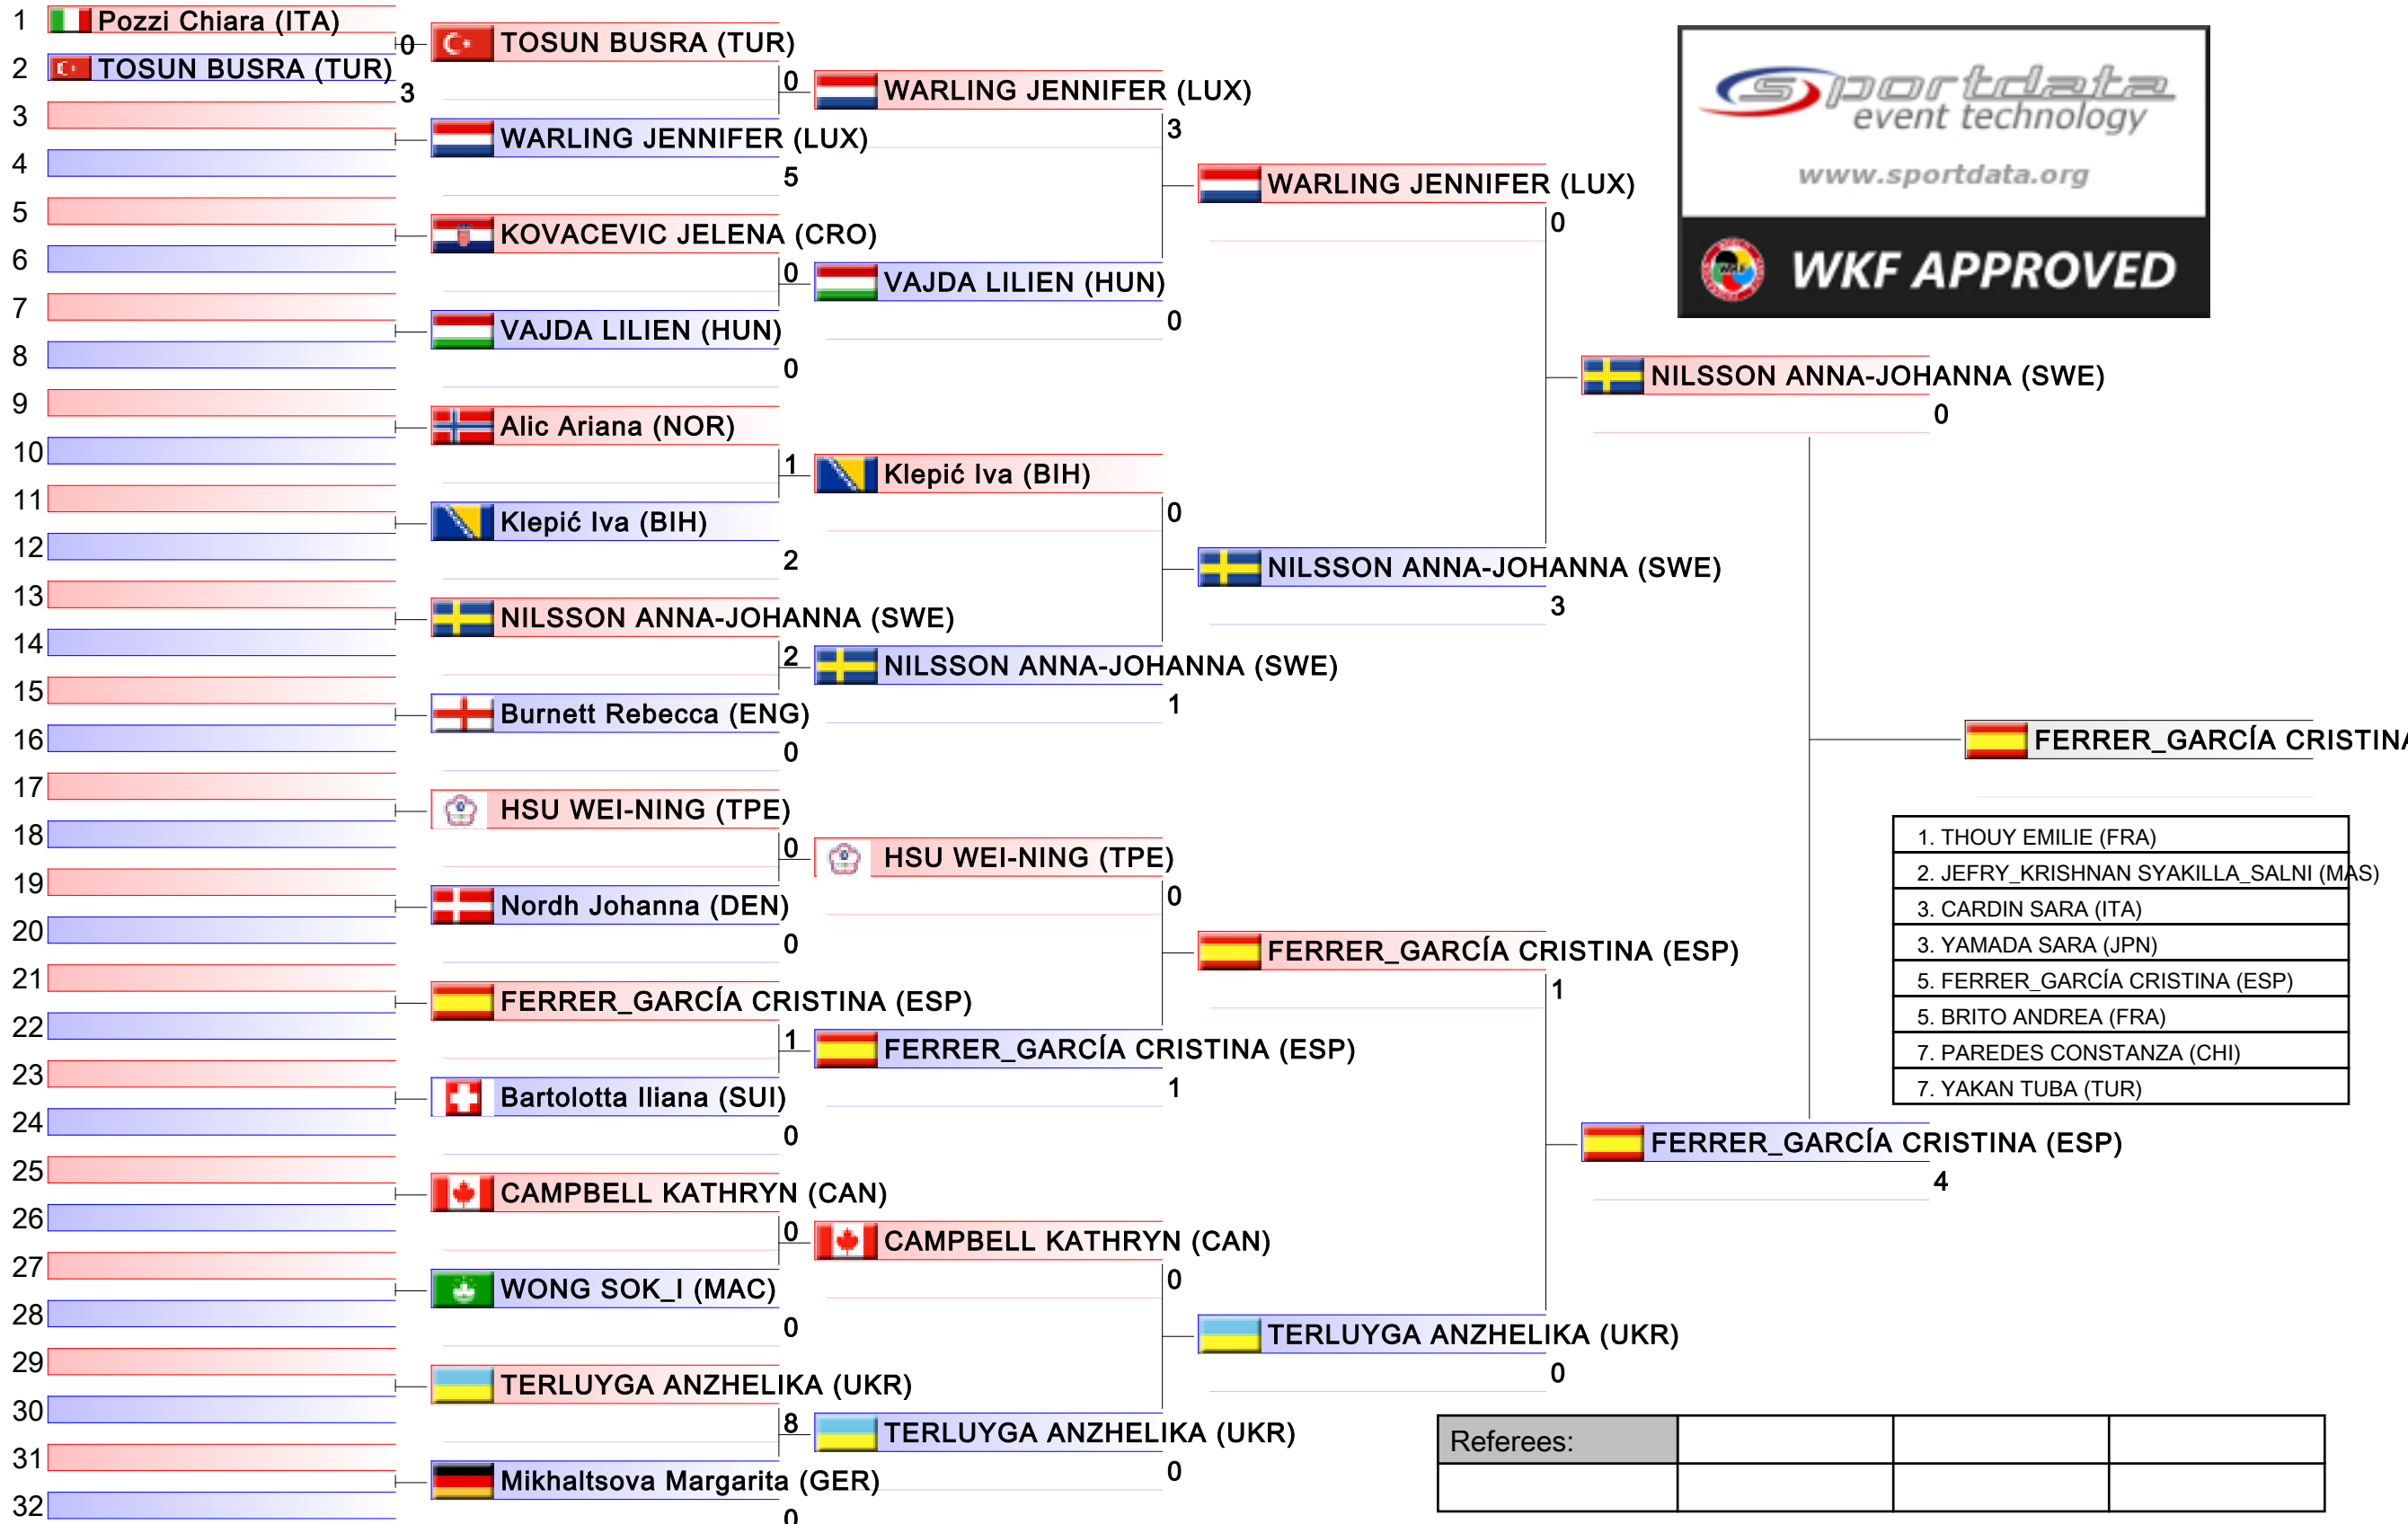 1 Pozzi Chiara (ITA)
0
2 TOSUN BUSRA (TUR)
3
3
4
5
6
7
8
9
10
11
12
13
14
15
16
17
18
19
20
21
22
23
24
25
26
27
28
29
30
31
32
TOSUN BUSRA (TUR)
0
WARLING JENNIFER (LUX)
5
KOVACEVIC JELENA (CRO)
0
VAJDA LILIEN (HUN)
0
Alic Ariana (NOR)
1
Klepić Iva (BIH)
2
NILSSON ANNA-JOHANNA (SWE)
2
Burnett Rebecca (ENG)
0
HSU WEI-NING (TPE)
0
Nordh Johanna (DEN)
0
FERRER_GARCÍA CRISTINA (ESP)
1
Bartolotta Iliana (SUI)
0
CAMPBELL KATHRYN (CAN)
0
WONG SOK_I (MAC)
0
TERLUYGA ANZHELIKA (UKR)
8
Mikhaltsova Margarita (GER)
0
WARLING JENNIFER (LUX)
3
VAJDA LILIEN (HUN)
0
Klepić Iva (BIH)
0
NILSSON ANNA-JOHANNA (SWE)
1
HSU WEI-NING (TPE)
0
FERRER_GARCÍA CRISTINA (ESP)
1
CAMPBELL KATHRYN (CAN)
0
TERLUYGA ANZHELIKA (UKR)
0
WARLING JENNIFER (LUX)
0
NILSSON ANNA-JOHANNA (SWE)
3
FERRER_GARCÍA CRISTINA (ESP)
1
TERLUYGA ANZHELIKA (UKR)
0
NILSSON ANNA-JOHANNA (SWE)
0
FERRER_GARCÍA CRISTINA (ESP)
4
FERRER_GARCÍA CRISTINA
sportdata
event technology
www.sportdata.org
WKF
WKF APPROVED
1. THOUY EMILIE (FRA)
2. JEFRY_KRISHNAN SYAKILLA_SALNI (MAS)
3. CARDIN SARA (ITA)
3. YAMADA SARA (JPN)
5. FERRER_GARCÍA CRISTINA (ESP)
5. BRITO ANDREA (FRA)
7. PAREDES CONSTANZA (CHI)
7. YAKAN TUBA (TUR)
Referees: